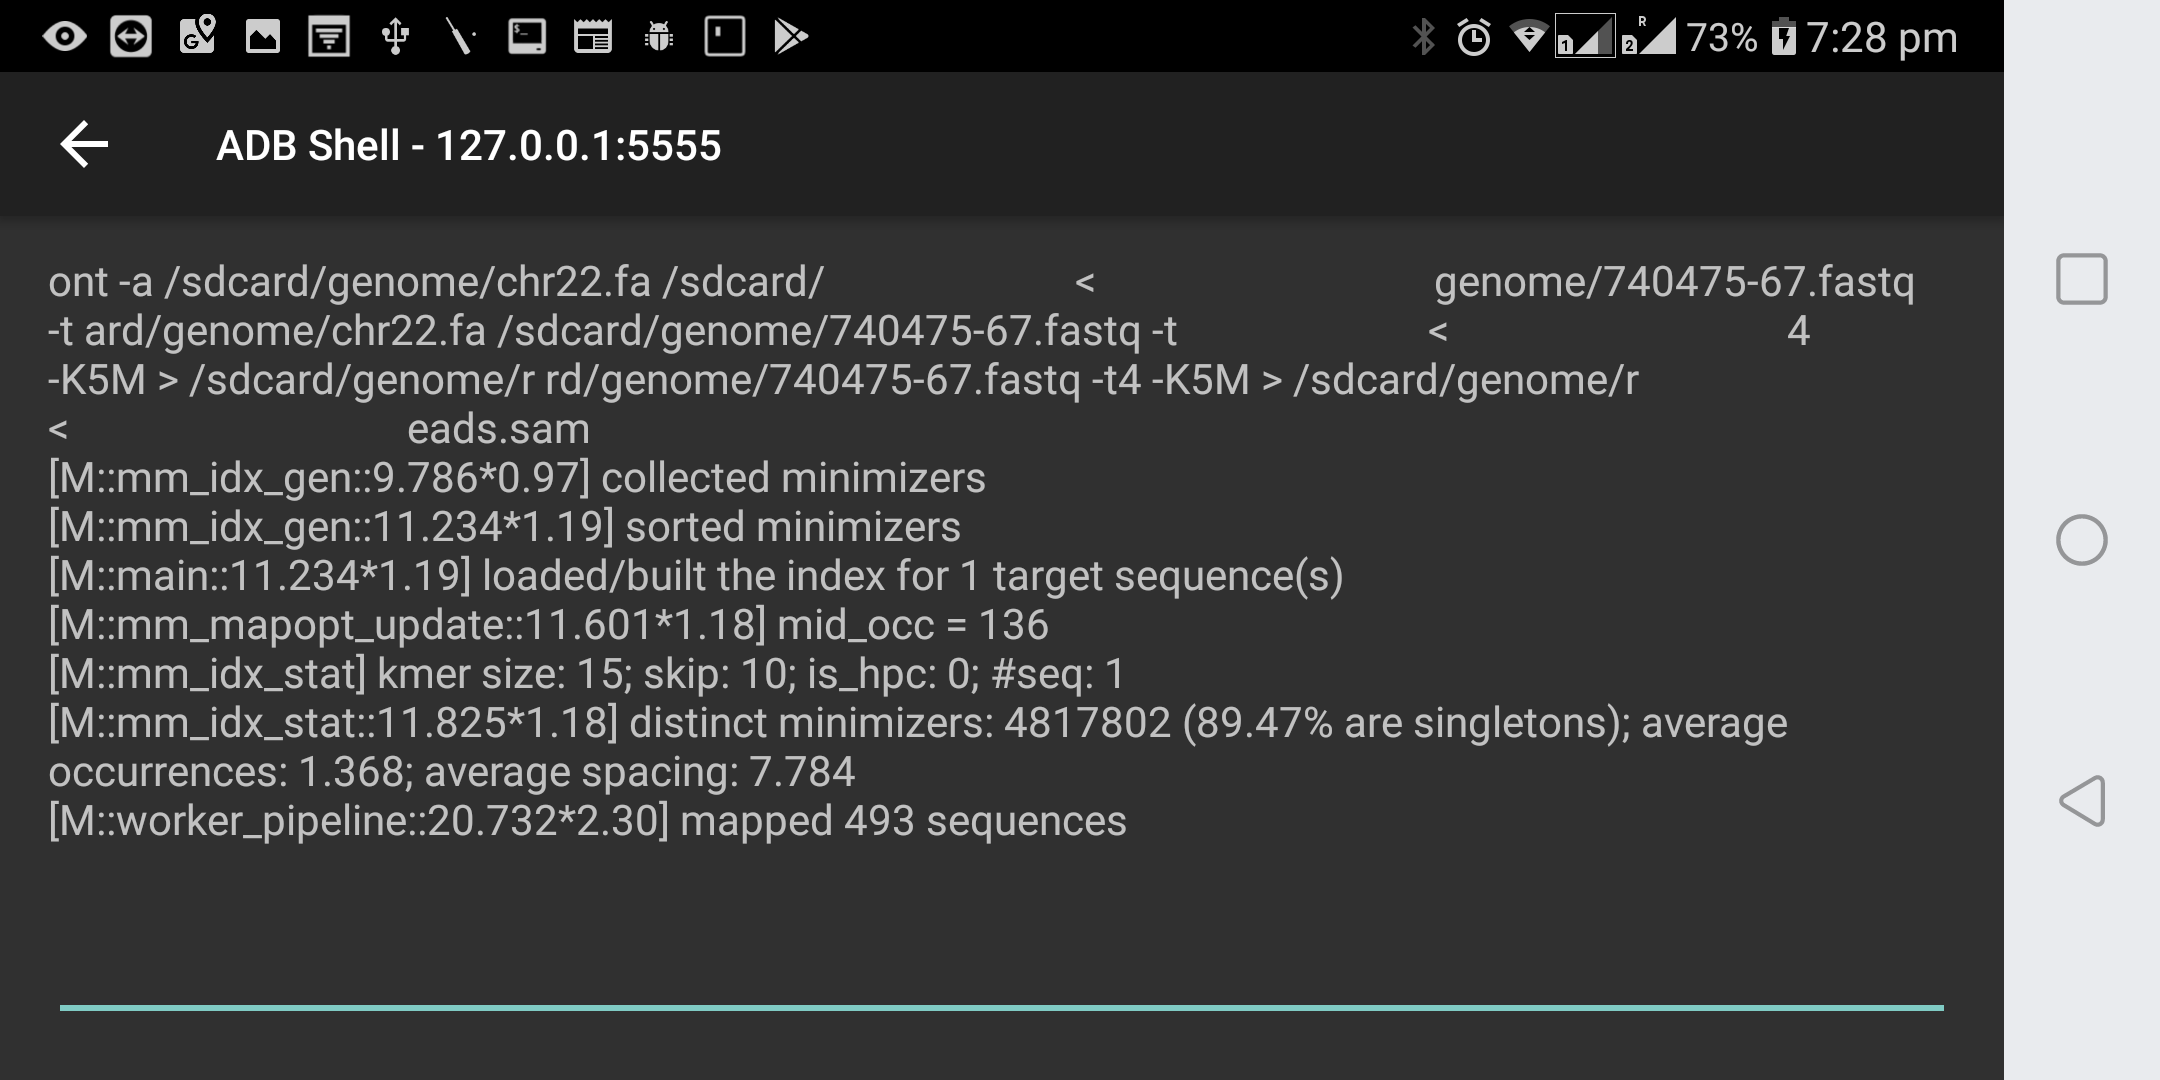 73% 7:28 pm
ADB Shell - 127.0.0.1:5555
ont -a /sdcard/genome/chr22.fa /sdcard/ < genome/740475-67.fastq
-t ard/genome/chr22.fa /sdcard/genome/740475-67.fastq -t < 4
-K5M > /sdcard/genome/r rd/genome/740475-67.fastq -t4 -K5M > /sdcard/genome/r
< eads.sam
[M::mm_idx_gen::9.786*0.97] collected minimizers
[M::mm_idx_gen::11.234*1.19] sorted minimizers
[M::main::11.234*1.19] loaded/built the index for 1 target sequence(s)
[M::mm_mapopt_update::11.601*1.18] mid_occ = 136
[M::mm_idx_stat] kmer size: 15; skip: 10; is_hpc: 0; #seq: 1
[M::mm_idx_stat::11.825*1.18] distinct minimizers: 4817802 (89.47% are singletons); average
occurrences: 1.368; average spacing: 7.784
[M::worker_pipeline::20.732*2.30] mapped 493 sequences